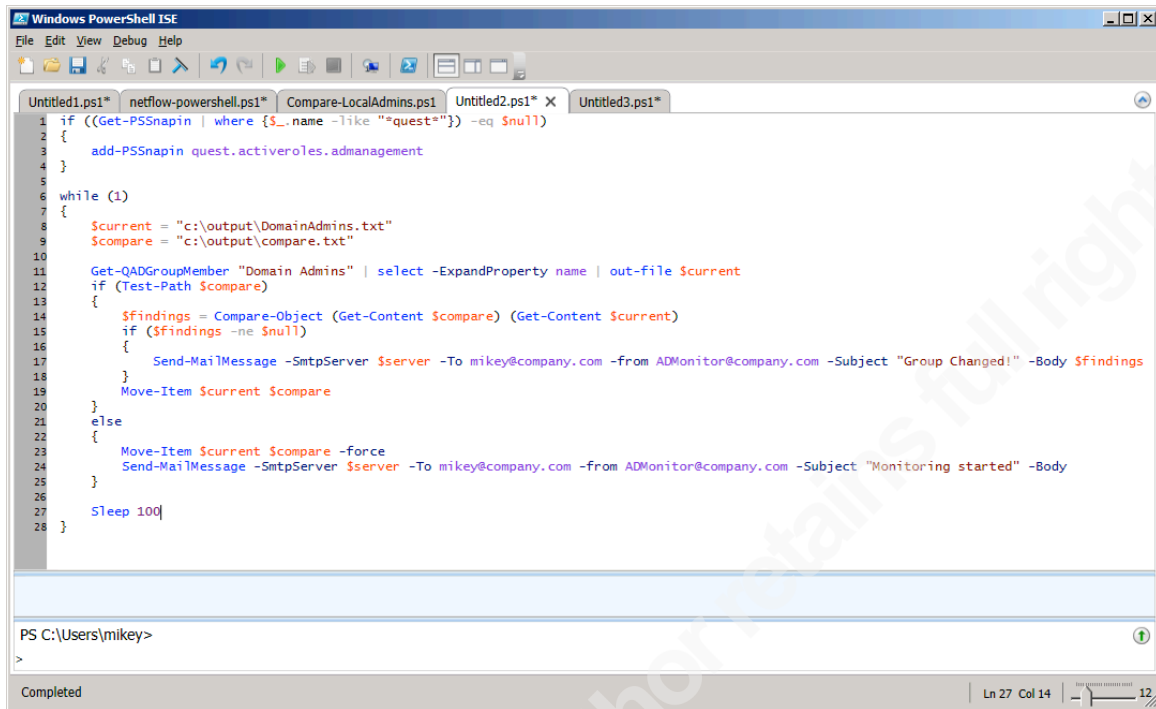 Windows PowerShell ISE
File Edit View Debug Help
Untitled1.ps1* netflow-powershell.ps1* Compare-LocalAdmins.ps1 Untitled2.ps1* X Untitled3.ps1*
1 if ((Get-PSSnapin | where {$_.name -like "*quest*"}) -eq $null)
2 {
3     add-PSSnapin quest.activeroles.admanagement
4 }
5
6 while (1)
7 {
8     $current = "c:\output\DomainAdmins.txt"
9     $compare = "c:\output\compare.txt"
10
11     Get-QADGroupMember "Domain Admins" | select -ExpandProperty name | out-file $current
12     if (Test-Path $compare)
13     {
14         $findings = Compare-Object (Get-Content $compare) (Get-Content $current)
15         if ($findings -ne $null)
16         {
17             Send-MailMessage -SmtpServer $server -To mikey@company.com -from ADMonitor@company.com -Subject "Group Changed!" -Body $findings
18         }
19         Move-Item $current $compare
20     }
21     else
22     {
23         Move-Item $current $compare -force
24         Send-MailMessage -SmtpServer $server -To mikey@company.com -from ADMonitor@company.com -Subject "Monitoring started" -Body
25     }
26
27     Sleep 100
28 }
PS C:\Users\mikey>
>
Completed
Ln 27 Col 14
12
hor retains full right